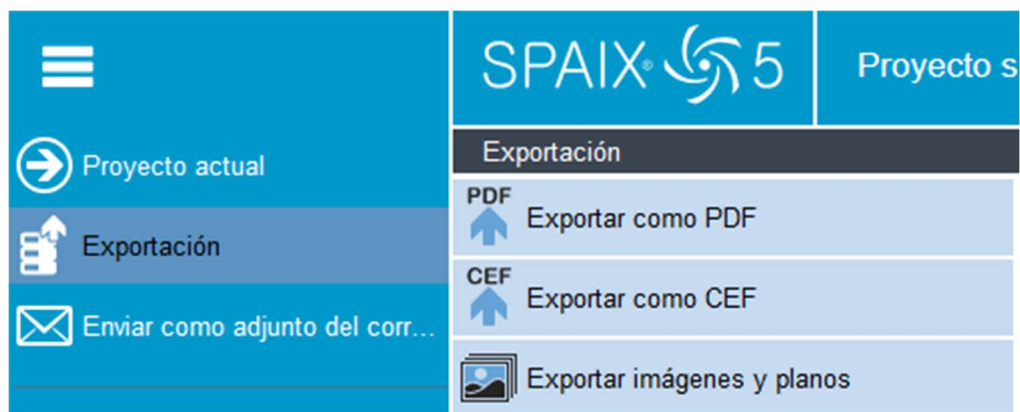 SPAIX® 5
Proyecto s
Proyecto actual
Exportación
Enviar como adjunto del corr...
Exportación
PDF
Exportar como PDF
CEF
Exportar como CEF
Exportar imágenes y planos